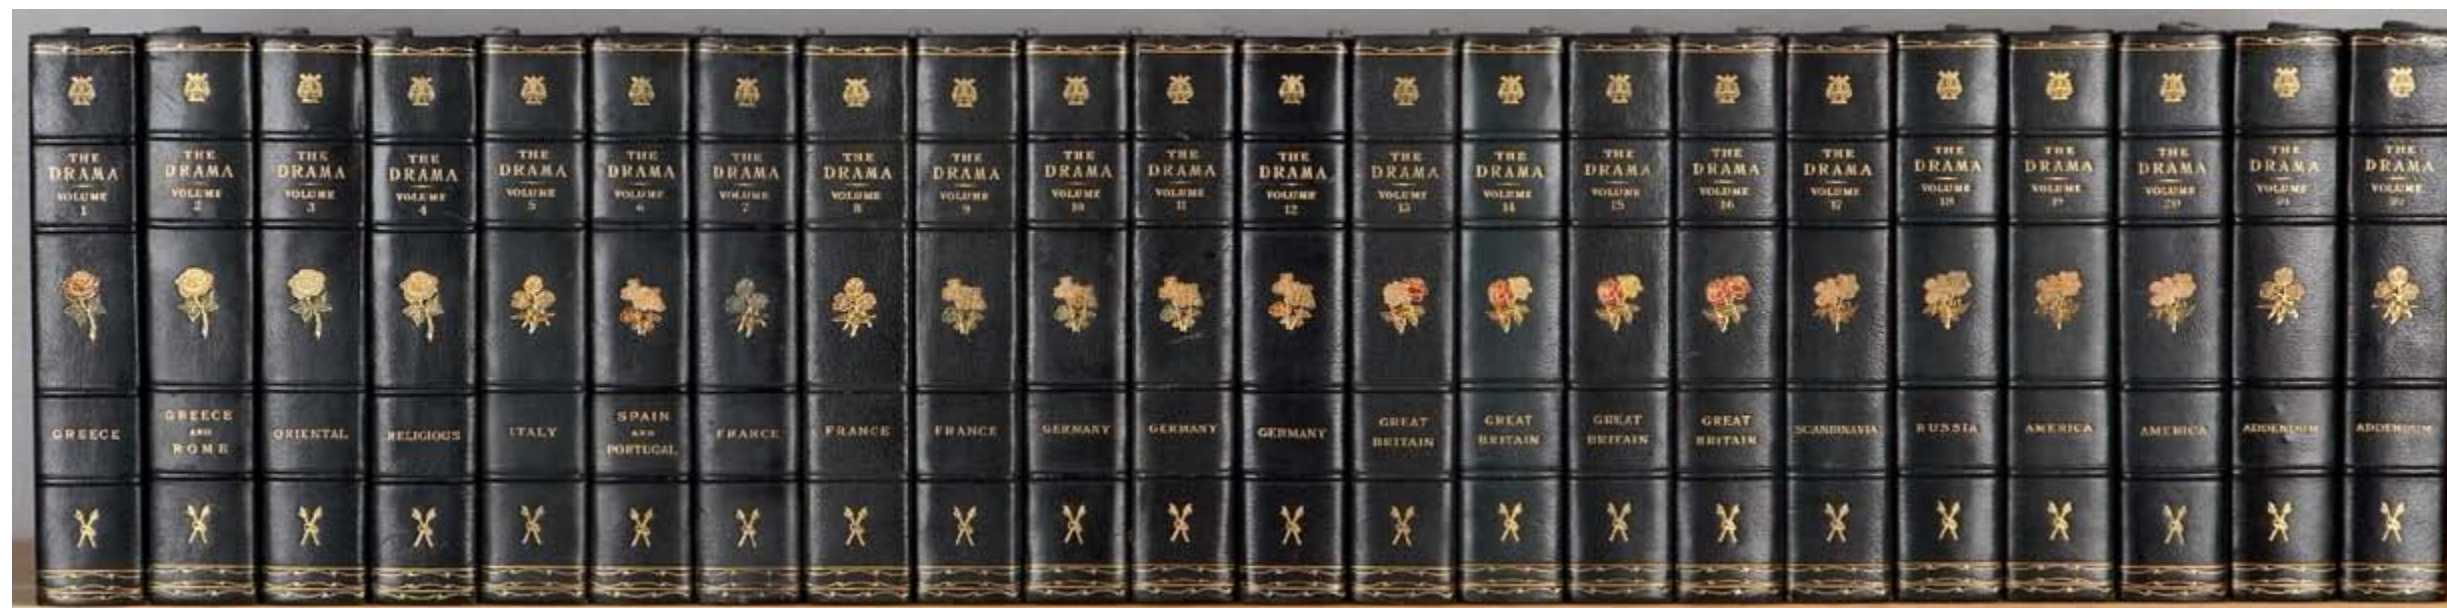 THE
DRAMA
VOLUME
1
GREECE
THE
DRAMA
VOLUME
2
GREECE
AND
ROME
THE
DRAMA
VOLUME
3
ORIENTAL
THE
DRAMA
VOLUME
4
RELIGIOUS
THE
DRAMA
VOLUME
5
ITALY
THE
DRAMA
VOLUME
6
SPAIN
AND
PORTUGAL
THE
DRAMA
VOLUME
7
FRANCE
THE
DRAMA
VOLUME
8
FRANCE
THE
DRAMA
VOLUME
9
FRANCE
THE
DRAMA
VOLUME
10
GERMANY
THE
DRAMA
VOLUME
11
GERMANY
THE
DRAMA
VOLUME
12
GERMANY
THE
DRAMA
VOLUME
13
GREAT
BRITAIN
THE
DRAMA
VOLUME
14
GREAT
BRITAIN
THE
DRAMA
VOLUME
15
GREAT
BRITAIN
THE
DRAMA
VOLUME
16
GREAT
BRITAIN
THE
DRAMA
VOLUME
17
SCANDINAVIA
THE
DRAMA
VOLUME
18
RUSSIA
THE
DRAMA
VOLUME
19
AMERICA
THE
DRAMA
VOLUME
20
AMERICA
THE
DRAMA
VOLUME
21
ADDENDUM
THE
DRAMA
VOLUME
22
ADDENDUM